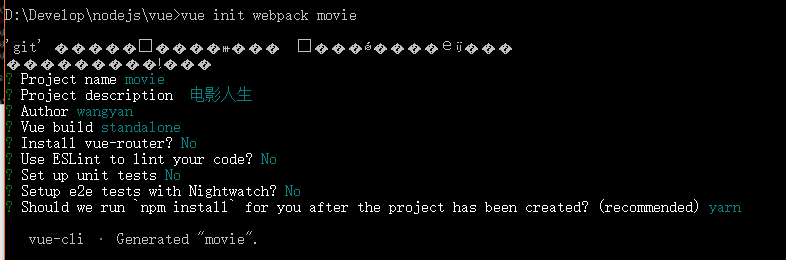 D:\Develop\nodejs\vue>vue init webpack movie
'git'
? Project name movie
? Project description 电影人生
? Author wangyan
? Vue build standalone
? Install vue-router? No
? Use ESLint to lint your code? No
? Set up unit tests No
? Setup e2e tests with Nightwatch? No
? Should we run `npm install` for you after the project has been created? (recommended) yarn
vue-cli · Generated "movie".